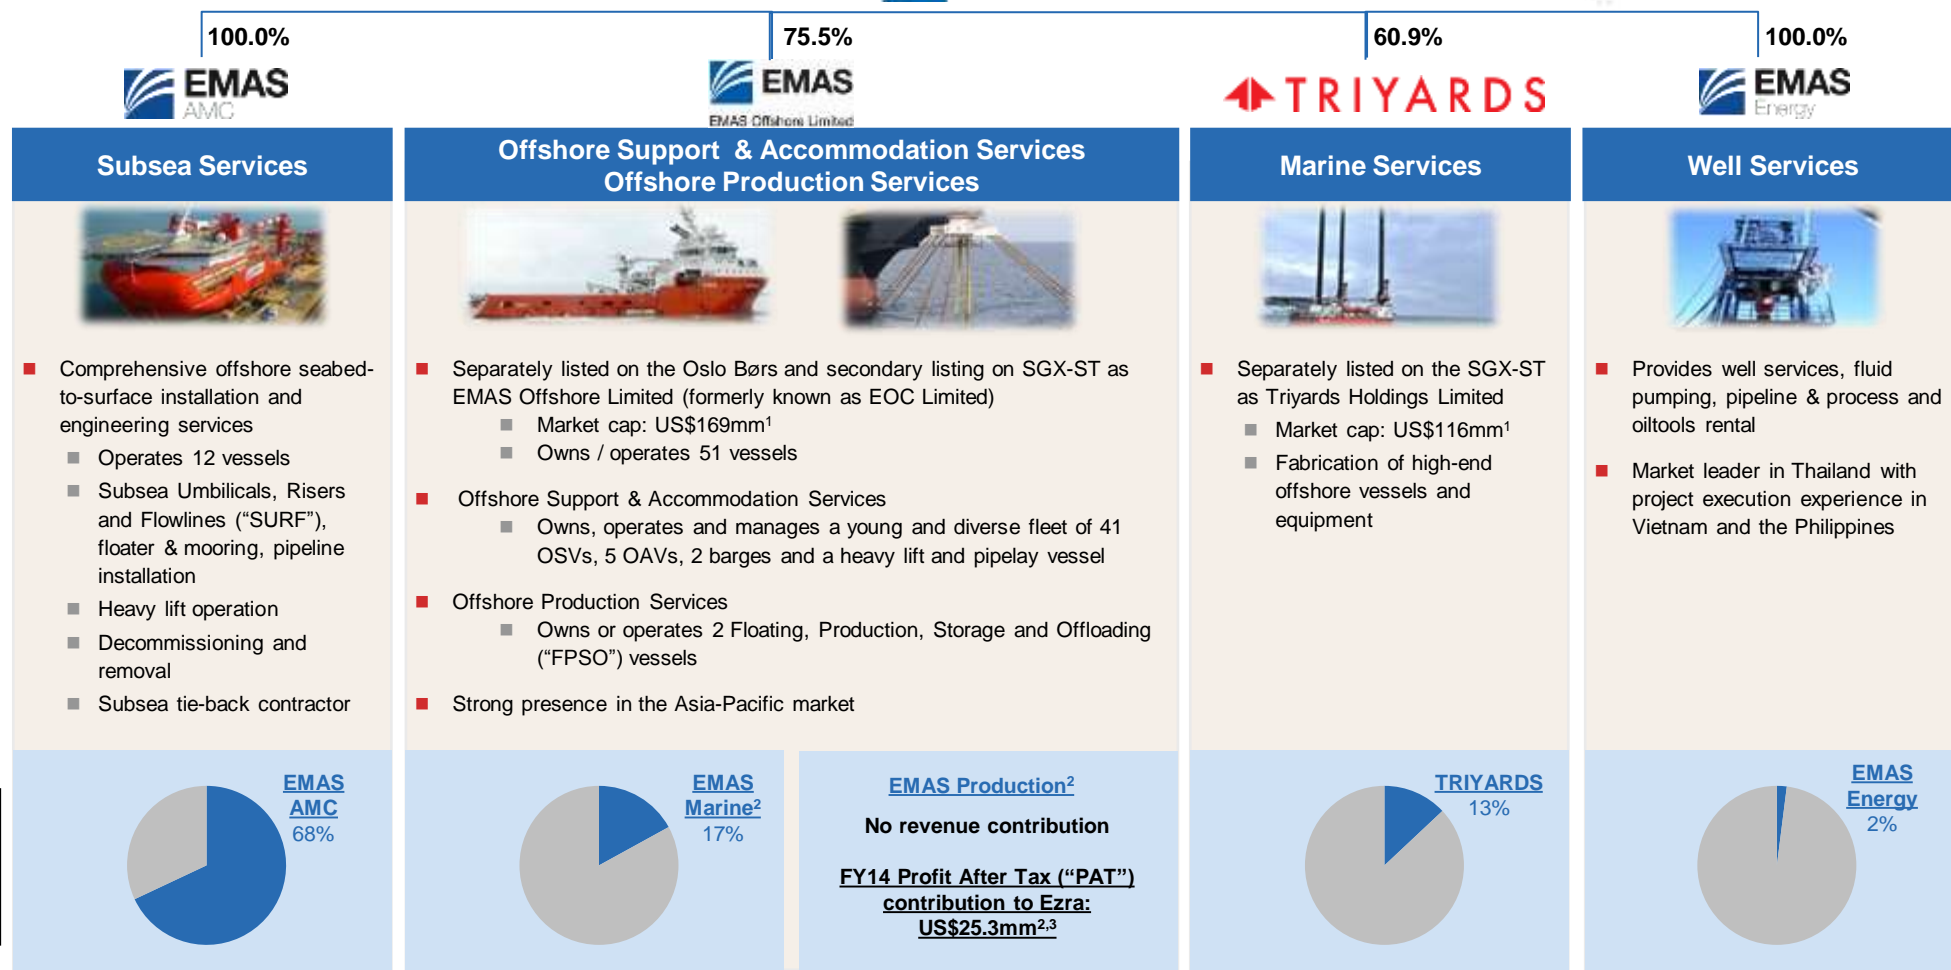 100.0%
75.5%
60.9%
100.0%
EMAS
AMC
EMAS
EMAS Offshore Limited
TRIYARDS
EMAS
Energy
Subsea Services
Offshore Support & Accommodation Services
Offshore Production Services
Marine Services
Well Services
■ Comprehensive offshore seabed-
to-surface installation and
engineering services
■ Operates 12 vessels
■ Subsea Umbilicals, Risers
and Flowlines (“SURF”),
floater & mooring, pipeline
installation
■ Heavy lift operation
■ Decommissioning and
removal
■ Subsea tie-back contractor
■ Separately listed on the Oslo Børs and secondary listing on SGX-ST as
EMAS Offshore Limited (formerly known as EOC Limited)
■ Market cap: US$169mm¹
■ Owns / operates 51 vessels
■ Offshore Support & Accommodation Services
■ Owns, operates and manages a young and diverse fleet of 41
OSVs, 5 OAVs, 2 barges and a heavy lift and pipelay vessel
■ Offshore Production Services
■ Owns or operates 2 Floating, Production, Storage and Offloading
(“FPSO”) vessels
■ Strong presence in the Asia-Pacific market
■ Separately listed on the SGX-ST
as Triyards Holdings Limited
■ Market cap: US$116mm¹
■ Fabrication of high-end
offshore vessels and
equipment
■ Provides well services, fluid
pumping, pipeline & process and
oiltools rental
■ Market leader in Thailand with
project execution experience in
Vietnam and the Philippines
EMAS
AMC
68%
EMAS
Marine²
17%
EMAS Production²
No revenue contribution
FY14 Profit After Tax (“PAT”)
contribution to Ezra:
US$25.3mm²,³
TRIYARDS
13%
EMAS
Energy
2%